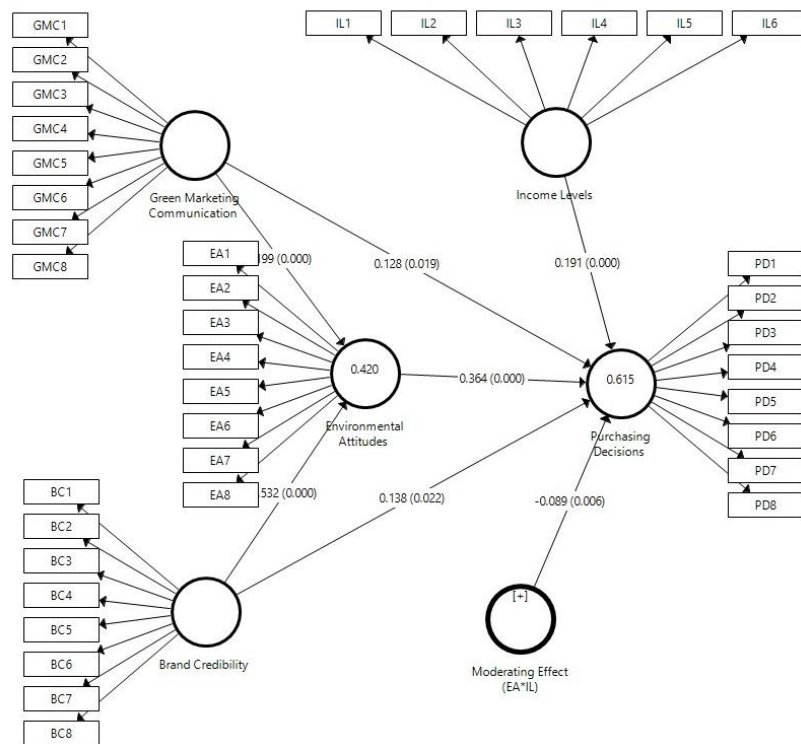 GMC1
GMC2
GMC3
GMC4
GMC5
GMC6
GMC7
GMC8
Green Marketing
Communication
IL1
IL2
IL3
IL4
IL5
IL6
Income Levels
99 (0.000)
0.128 (0.019)
0.191 (0.000)
EA1
EA2
EA3
EA4
EA5
EA6
EA7
EA8
0.420
Environmental
Attitudes
0.364 (0.000)
0.615
Purchasing
Decisions
PD1
PD2
PD3
PD4
PD5
PD6
PD7
PD8
532 (0.000)
0.138 (0.022)
-0.089 (0.006)
BC1
BC2
BC3
BC4
BC5
BC6
BC7
BC8
Brand Credibility
[+]
Moderating Effect
(EA*IL)